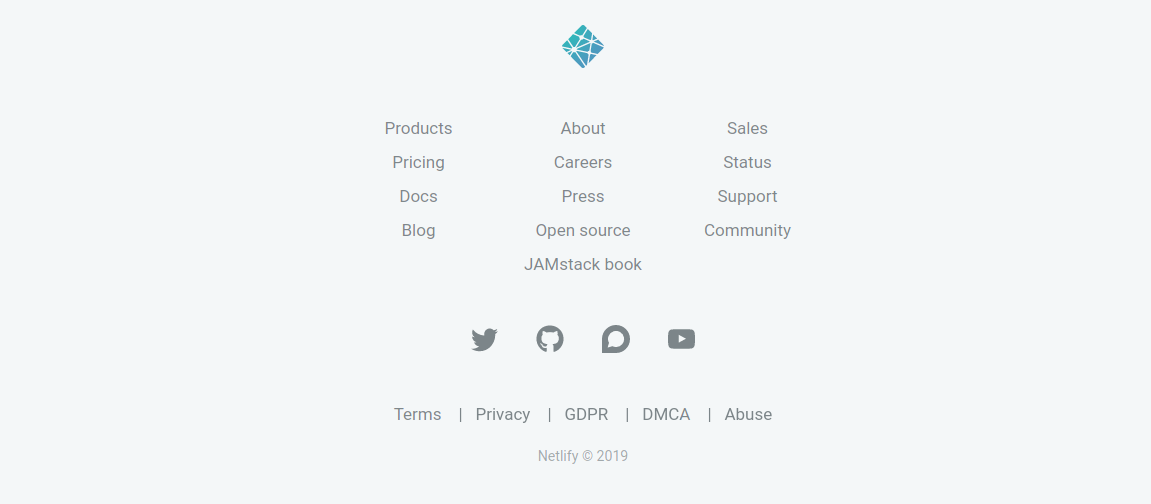 Products About Sales
Pricing Careers Status
Docs Press Support
Blog Open source Community
JAMstack book
Terms | Privacy | GDPR | DMCA | Abuse
Netlify © 2019